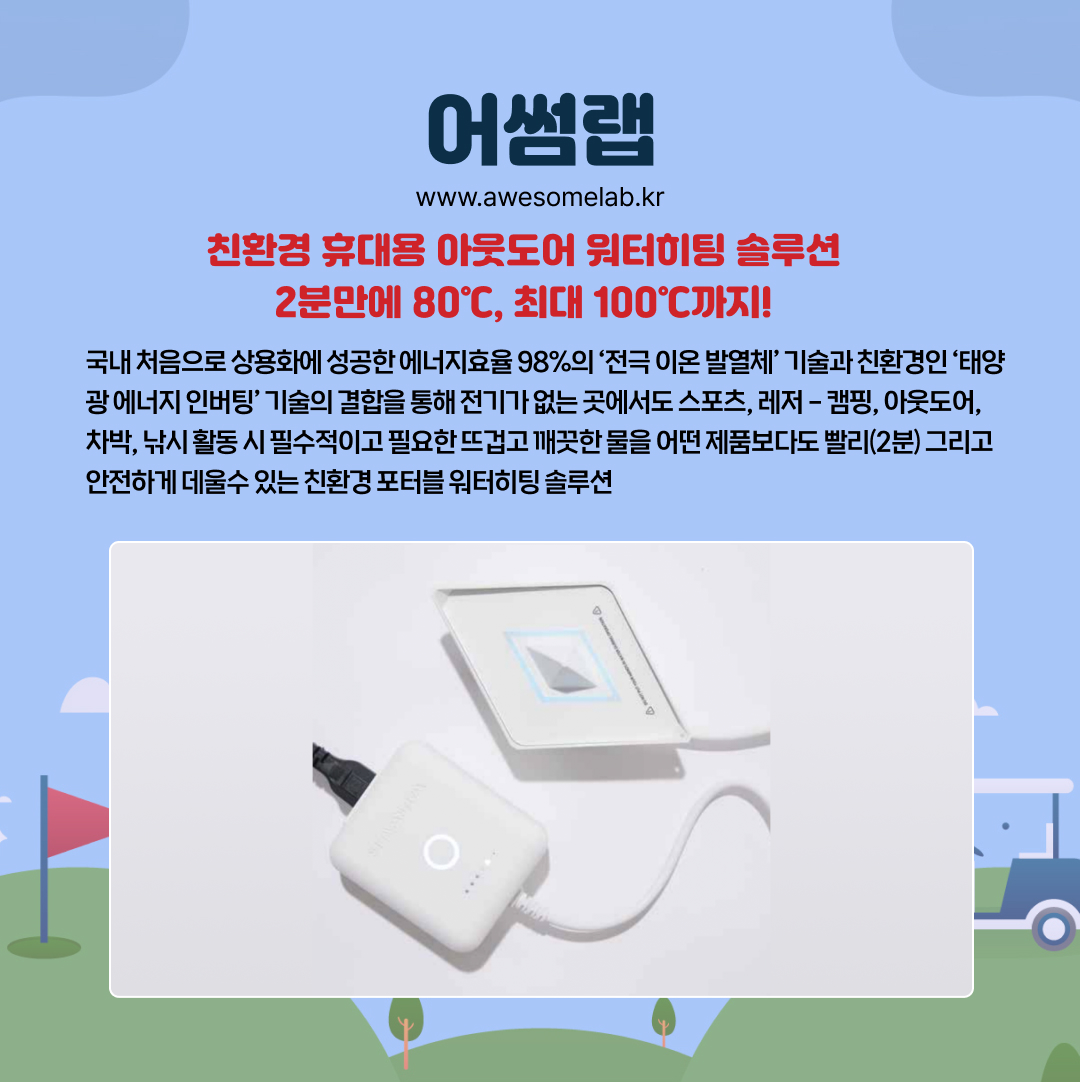 어썸랩
www.awesomelab.kr
친환경 휴대용 아웃도어 워터히팅 솔루션
2분만에 80℃, 최대 100℃까지!
국내 처음으로 상용화에 성공한 에너지효율 98%의 ‘전극 이온 발열체’ 기술과 친환경인 ‘태양
광 에너지 인버팅’ 기술의 결합을 통해 전기가 없는 곳에서도 스포츠, 레저 – 캠핑, 아웃도어,
차박, 낚시 활동 시 필수적이고 필요한 뜨겁고 깨끗한 물을 어떤 제품보다도 빨리(2분) 그리고
안전하게 데울수 있는 친환경 포터블 워터히팅 솔루션